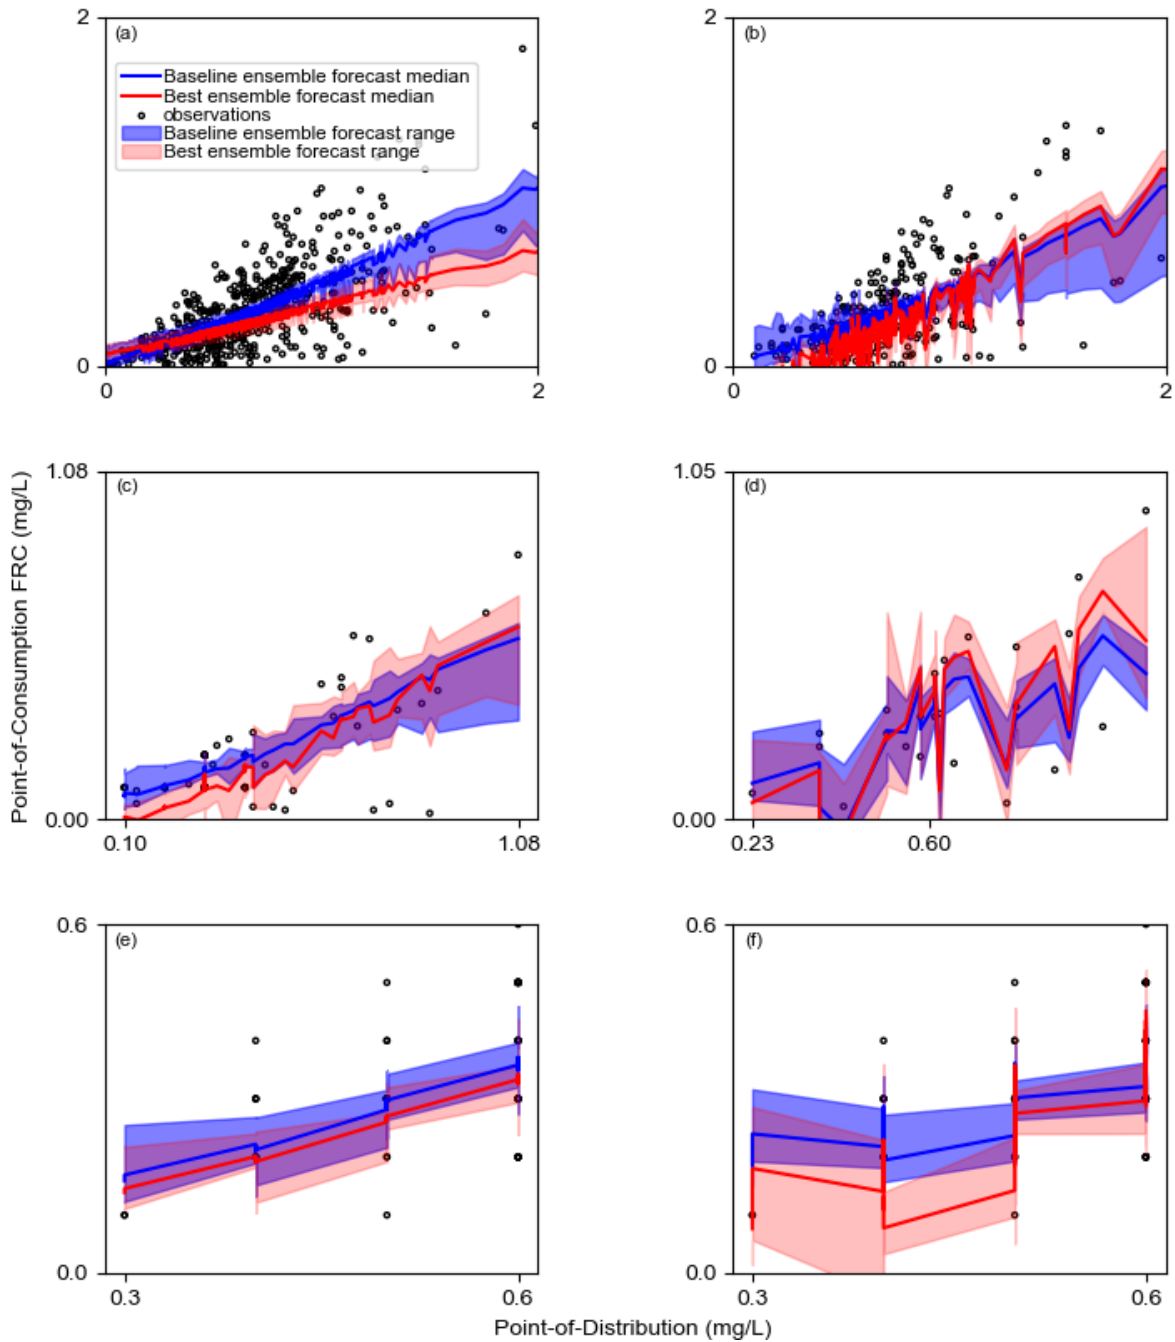 2
(a)
Baseline ensemble forecast median
Best ensemble forecast median
observations
Baseline ensemble forecast range
Best ensemble forecast range
0
0
2
2
(b)
0
0
2
Point-of-Consumption FRC (mg/L)
1.08
(c)
0.00
0.10
1.08
1.05
(d)
0.00
0.23
0.60
0.6
(e)
0.0
0.3
0.6
0.6
(f)
0.0
0.3
0.6
Point-of-Distribution (mg/L)